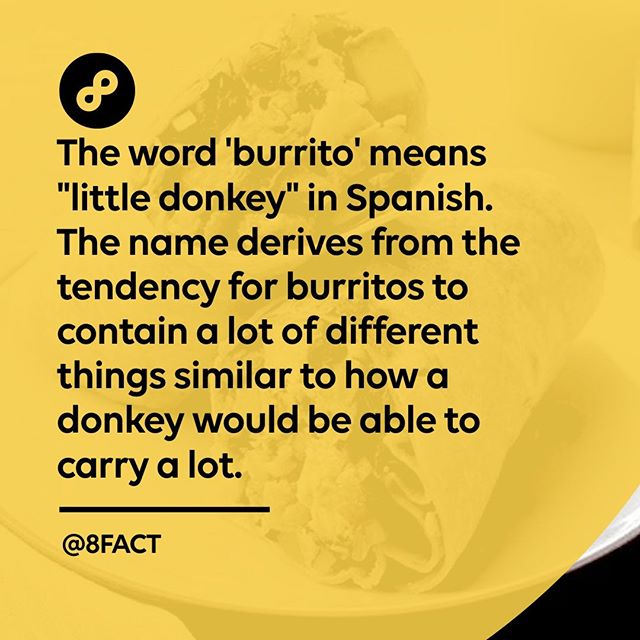 The word 'burrito' means
"little donkey" in Spanish.
The name derives from the
tendency for burritos to
contain a lot of different
things similar to how a
donkey would be able to
carry a lot.
@8FACT